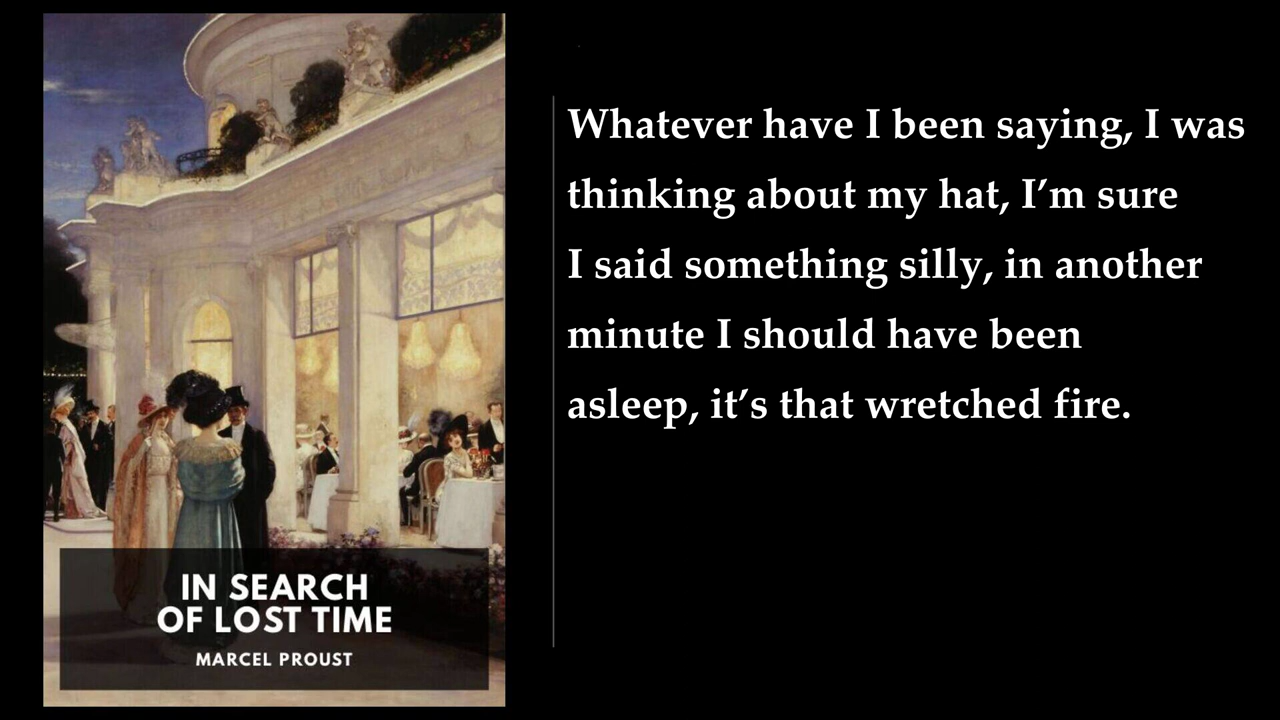 Whatever have I been saying, I was
thinking about my hat, I’m sure
I said something silly, in another
minute I should have been
asleep, it’s that wretched fire.
IN SEARCH
OF LOST TIME
MARCEL PROUST